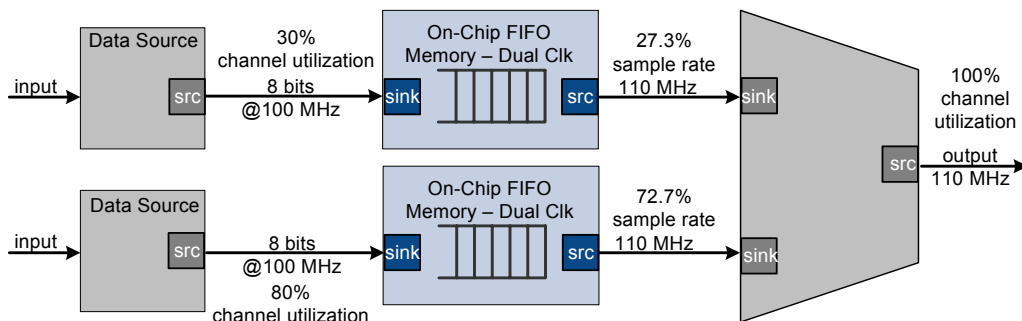 Data Source
input
src
30%
channel utilization
8 bits
@100 MHz
On-Chip FIFO
Memory – Dual Clk
sink
src
27.3%
sample rate
110 MHz
sink
100%
channel
utilization
src
output
110 MHz
Data Source
input
src
8 bits
@100 MHz
80%
channel utilization
On-Chip FIFO
Memory – Dual Clk
sink
src
72.7%
sample rate
110 MHz
sink